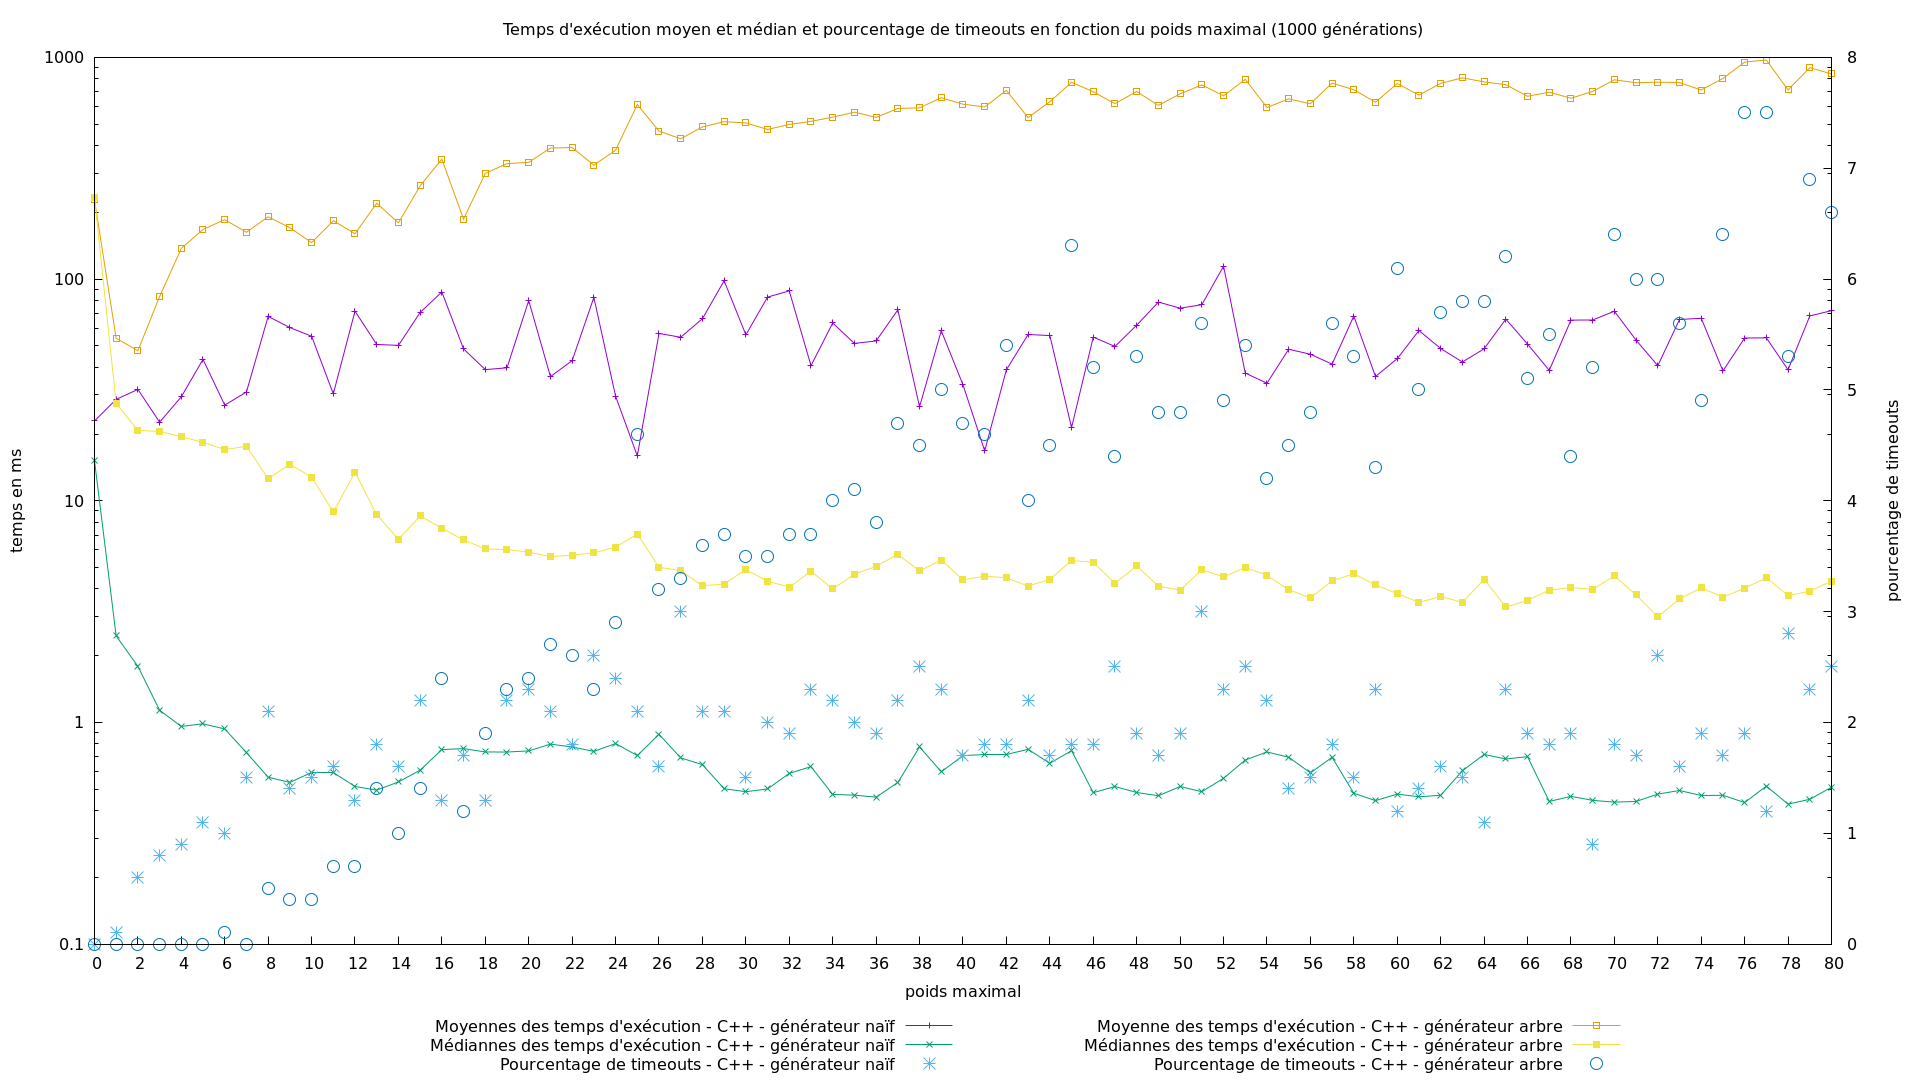 Temps d'exécution moyen et médian et pourcentage de timeouts en fonction du poids maximal (1000 générations)
1000
100
10
1
0.1
temps en ms
8
7
6
5
4
3
2
1
0
pourcentage de timeouts
0 2 4 6 8 10 12 14 16 18 20 22 24 26 28 30 32 34 36 38 40 42 44 46 48 50 52 54 56 58 60 62 64 66 68 70 72 74 76 78 80
poids maximal
Moyennes des temps d'exécution - C++ - générateur naïf
Médiannes des temps d'exécution - C++ - générateur naïf
Pourcentage de timeouts - C++ - générateur naïf
Moyenne des temps d'exécution - C++ - générateur arbre
Médiannes des temps d'exécution - C++ - générateur arbre
Pourcentage de timeouts - C++ - générateur arbre